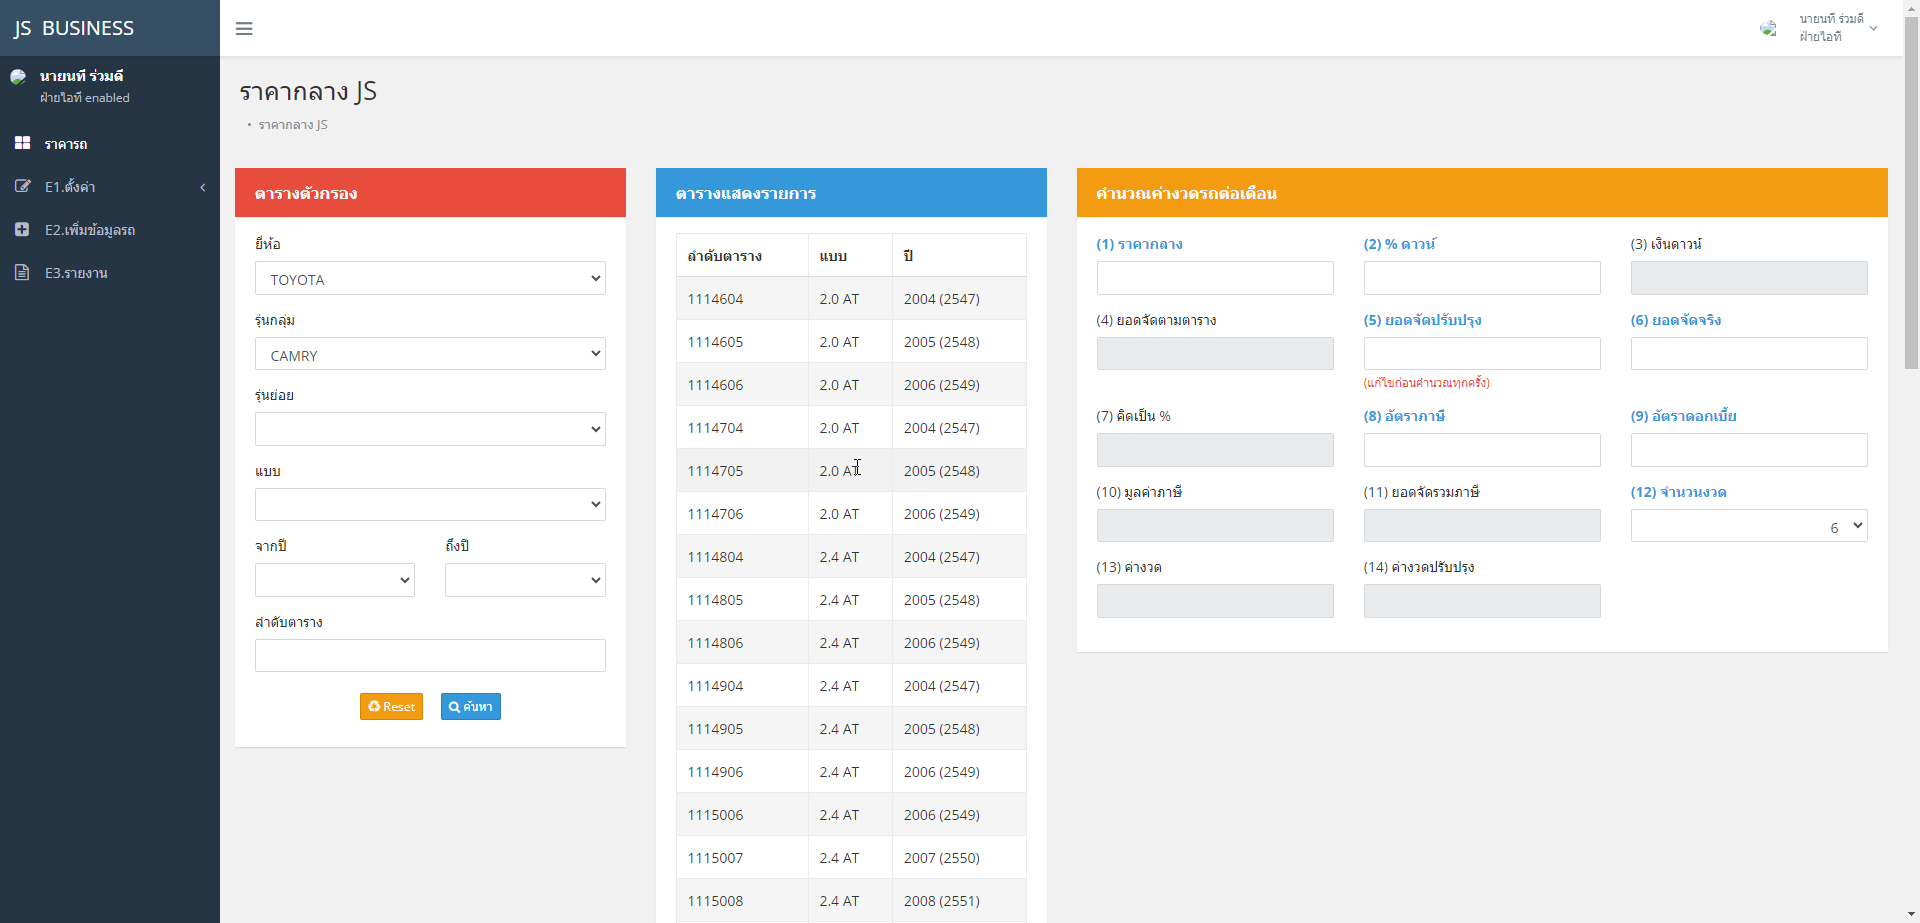 JS BUSINESS
นายนที ร่วมดี
ฝ่ายไอที
นายนที ร่วมดี
ฝ่ายไอที enabled
ราคารถ
E1.ตั้งค่า
E2.เพิ่มข้อมูลรถ
E3.รายงาน
ราคากลาง JS
• ราคากลาง JS
ตารางตัวกรอง
ยี่ห้อ
TOYOTA
รุ่นกลุ่ม
CAMRY
รุ่นย่อย
แบบ
จากปี ถึงปี
ลำดับตาราง
Reset ค้นหา
ตารางแสดงรายการ
ลำดับตาราง แบบ ปี
1114604 2.0 AT 2004 (2547)
1114605 2.0 AT 2005 (2548)
1114606 2.0 AT 2006 (2549)
1114704 2.0 AT 2004 (2547)
1114705 2.0 AT 2005 (2548)
1114706 2.0 AT 2006 (2549)
1114804 2.4 AT 2004 (2547)
1114805 2.4 AT 2005 (2548)
1114806 2.4 AT 2006 (2549)
1114904 2.4 AT 2004 (2547)
1114905 2.4 AT 2005 (2548)
1114906 2.4 AT 2006 (2549)
1115006 2.4 AT 2006 (2549)
1115007 2.4 AT 2007 (2550)
1115008 2.4 AT 2008 (2551)
คำนวณค่างวดรถต่อเดือน
(1) ราคากลาง (2) % ดาวน์ (3) เงินดาวน์
(4) ยอดจัดตามตาราง (5) ยอดจัดปรับปรุง (6) ยอดจัดจริง
(แก้ไขก่อนคำนวณทุกครั้ง)
(7) คิดเป็น % (8) อัตราภาษี (9) อัตราดอกเบี้ย
(10) มูลค่าภาษี (11) ยอดจัดรวมภาษี (12) จำนวนงวด
6
(13) ค่างวด (14) ค่างวดปรับปรุง